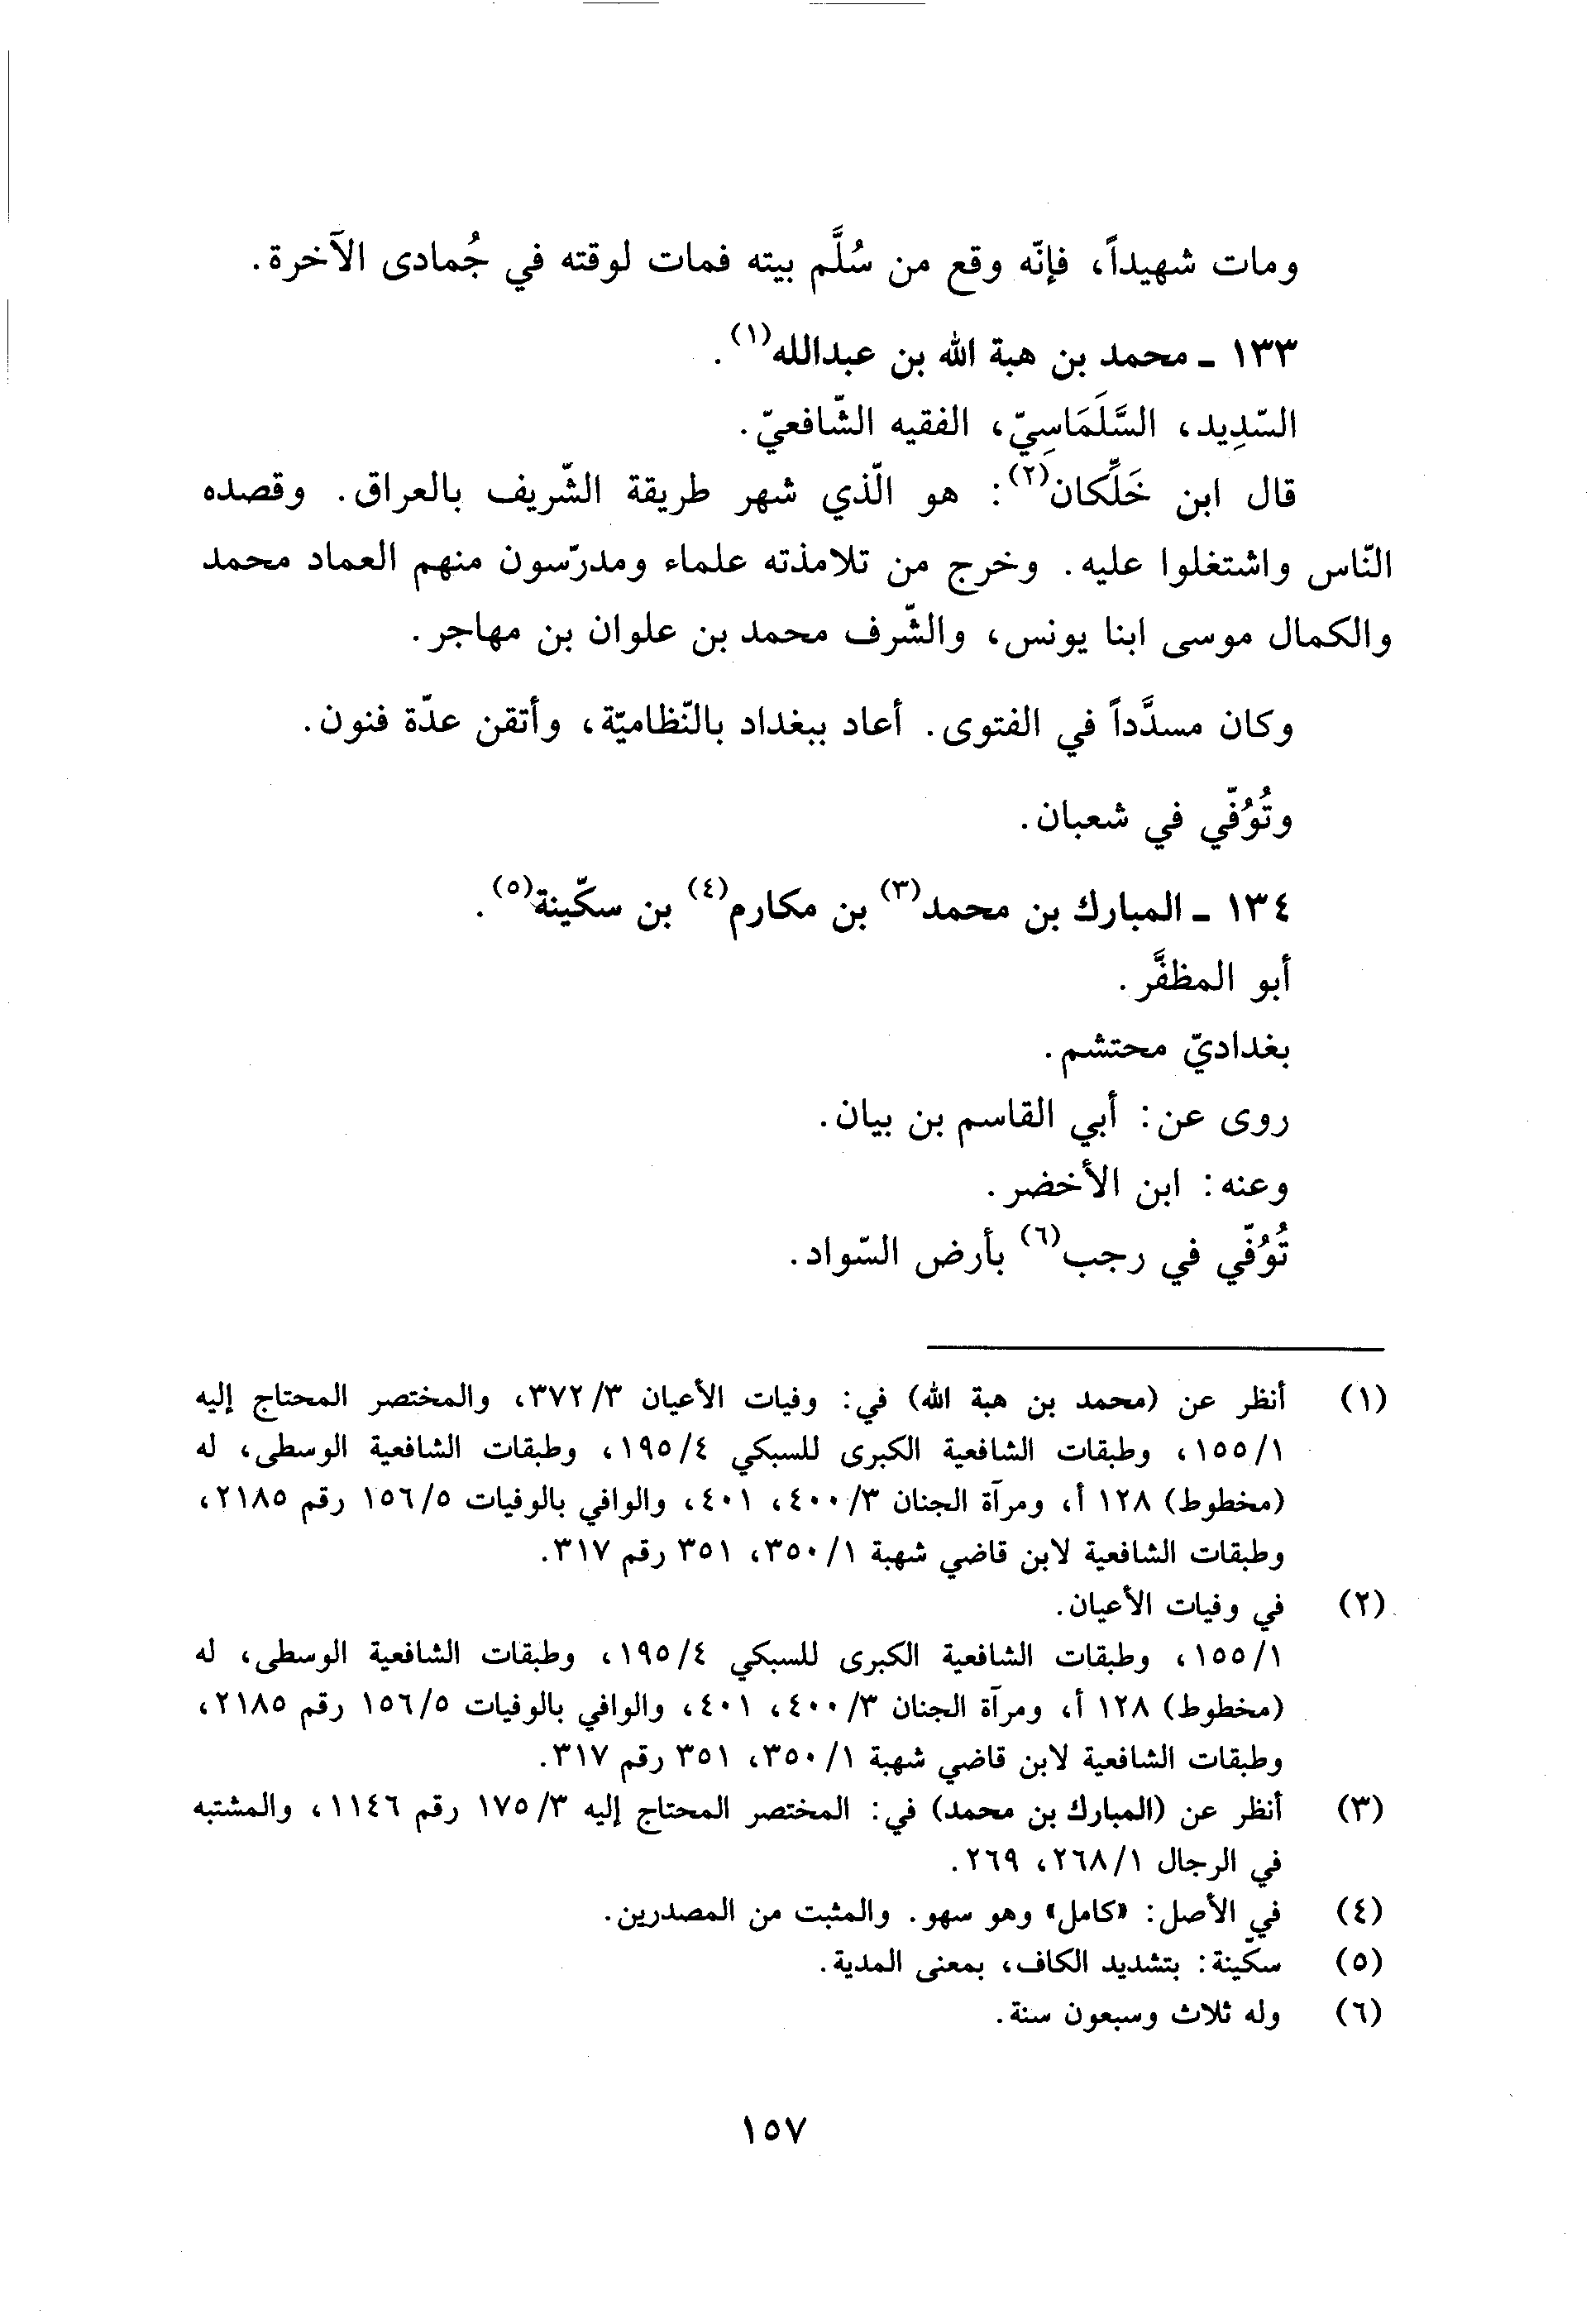 ومات شهيداً، فإنّه وقع من سُلَّم بيته فمات لوقته في جُمادى الآخرة.
١٣٣ ـ محمد بن هبة الله بن عبدالله(١).
السّدِيد، السَّلَمَاسِيّ، الفقيه الشّافعيّ.
قال ابن خَلِّكان(٢): هو الّذي شهر طريقة الشّريف بالعراق. وقصده
النّاس واشتغلوا عليه. وخرج من تلامذته علماء ومدرّسون منهم العماد محمد
والكمال موسى ابنا يونس، والشّرف محمد بن علوان بن مهاجر.
وكان مسدَّداً في الفتوى. أعاد ببغداد بالنّظاميّة، وأتقن عدّة فنون.
وتُوُفّي في شعبان.
١٣٤ ـ المبارك بن محمد(٣) بن مكارم(٤) بن سكّينة(٥).
أبو المظفَّر.
بغداديّ محتشم.
روى عن: أبي القاسم بن بيان.
وعنه: ابن الأخضر.
تُوُفّي في رجب(٦) بأرض السّواد.
(١) أنظر عن (محمد بن هبة الله) في: وفيات الأعيان ٣/ ٣٧٢، والمختصر المحتاج إليه
١/ ١٥٥، وطبقات الشافعية الكبرى للسبكي ٤/ ١٩٥، وطبقات الشافعية الوسطى، له
(مخطوط) ١٢٨ أ، ومرآة الجنان ٣/ ٤٠٠، ٤٠١، والوافي بالوفيات ٥/ ١٥٦ رقم ٢١٨٥،
وطبقات الشافعية لابن قاضي شهبة ١/ ٣٥٠، ٣٥١ رقم ٣١٧.
(٢) في وفيات الأعيان.
١/ ١٥٥، وطبقات الشافعية الكبرى للسبكي ٤/ ١٩٥، وطبقات الشافعية الوسطى، له
(مخطوط) ١٢٨ أ، ومرآة الجنان ٣/ ٤٠٠، ٤٠١، والوافي بالوفيات ٥/ ١٥٦ رقم ٢١٨٥،
وطبقات الشافعية لابن قاضي شهبة ١/ ٣٥٠، ٣٥١ رقم ٣١٧.
(٣) أنظر عن (المبارك بن محمد) في: المختصر المحتاج إليه ٣/ ١٧٥ رقم ١١٤٦، والمشتبه
في الرجال ١/ ٢٦٨، ٢٦٩.
(٤) في الأصل: «كامل» وهو سهو. والمثبت من المصدرين.
(٥) سكّينة: بتشديد الكاف، بمعنى المدية.
(٦) وله ثلاث وسبعون سنة.
١٥٧